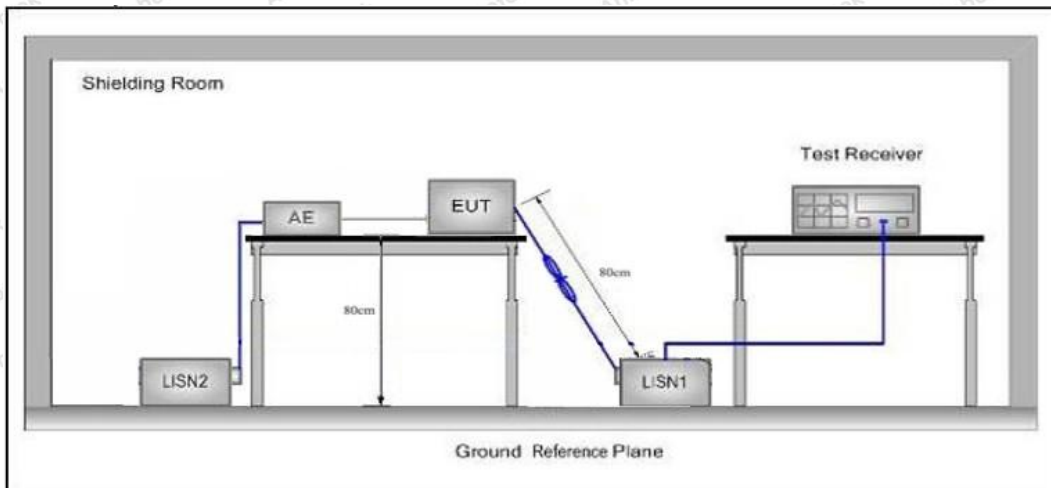 Shielding Room
Test Receiver
AE
EUT
80cm
80cm
LISN2
LISN1
Ground Reference Plane